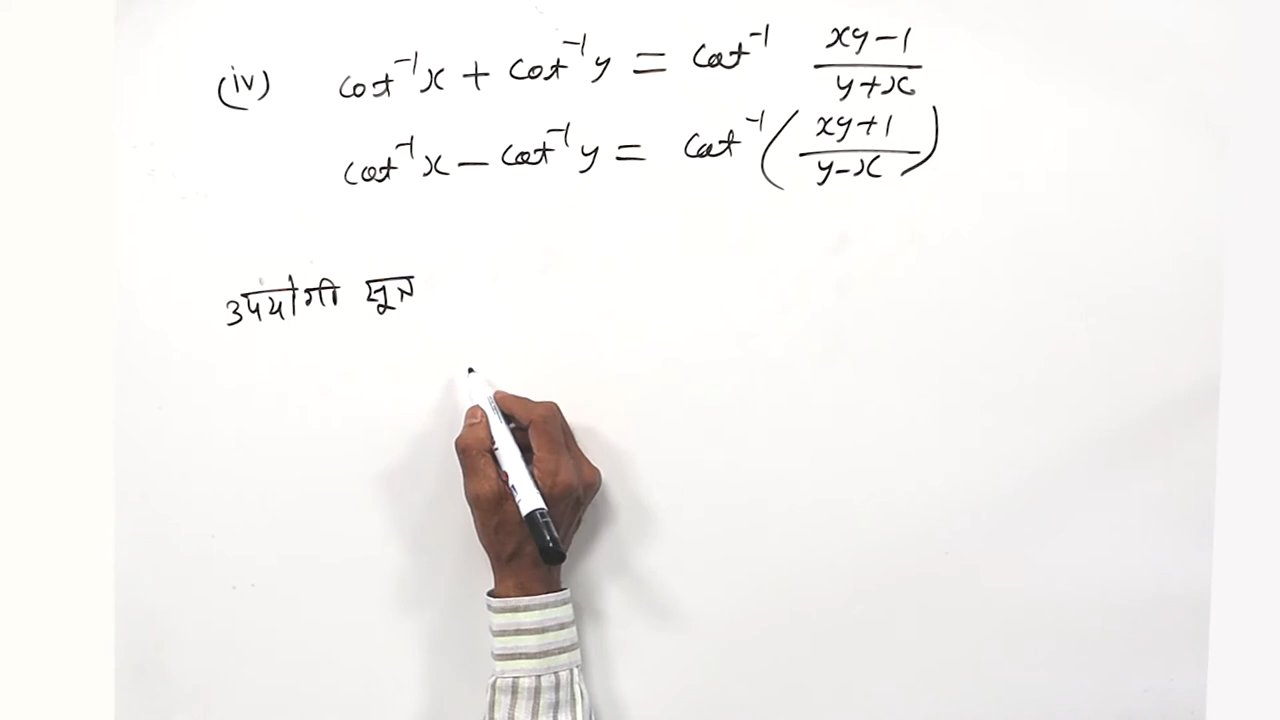 (iv) cot⁻¹x + cot⁻¹y = cot⁻¹ (xy-1)/(y+x)
cot⁻¹x - cot⁻¹y = cot⁻¹((xy+1)/(y-x))
उपयोगी सूत्र